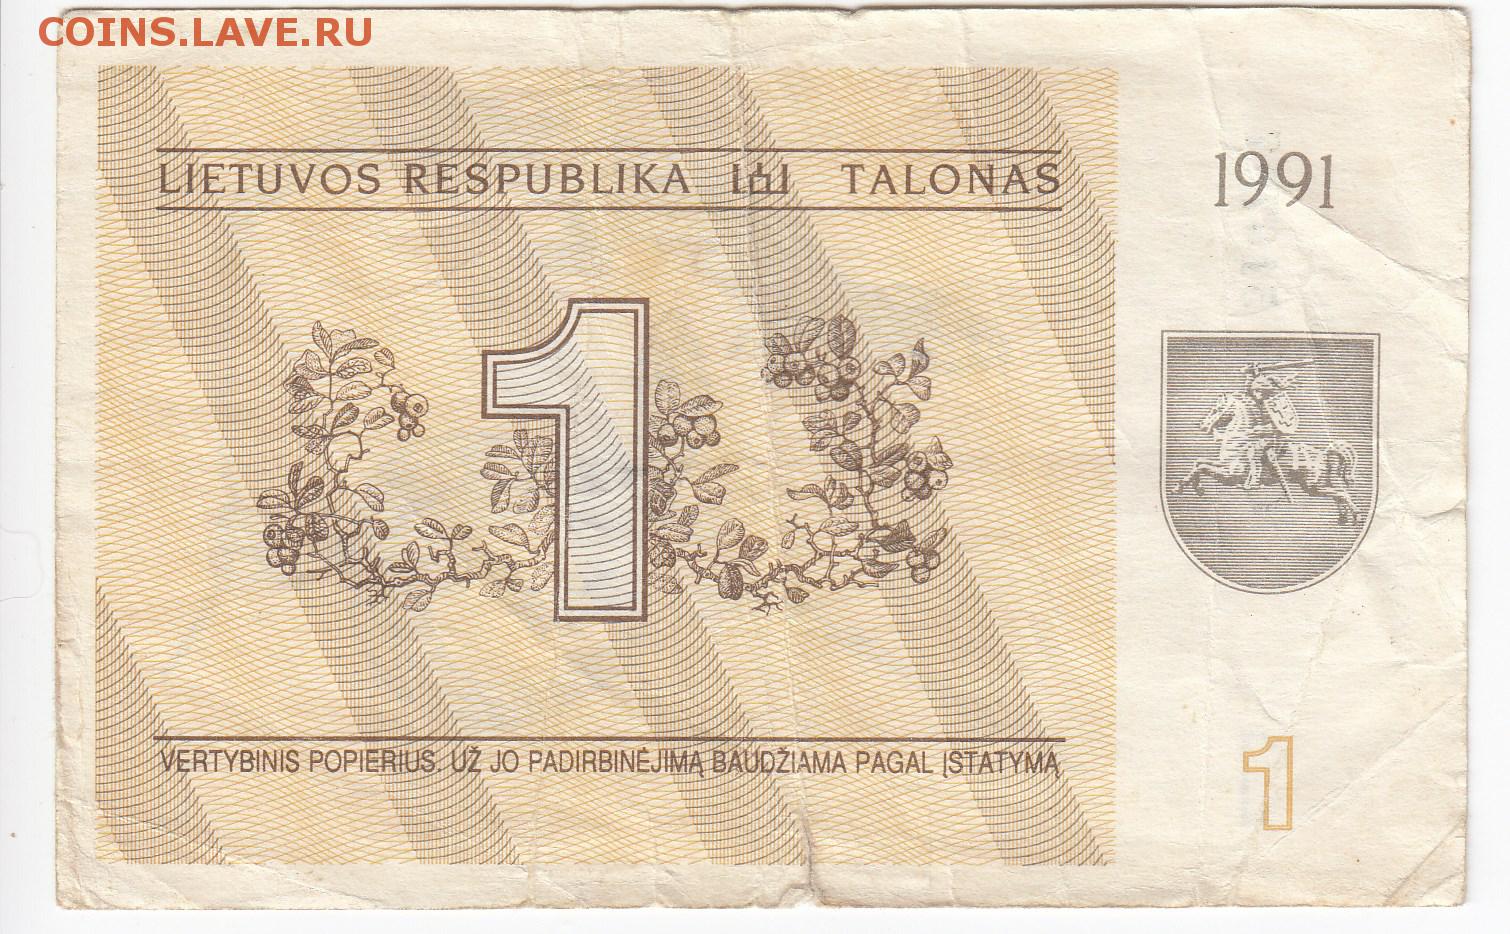 COINS.LAVE.RU
LIETUVOS RESPUBLIKA TALONAS
1991
1
VERTYBINIS POPIERIUS. UŽ JO PADIRBINĖJIMĄ BAUDŽIAMA PAGAL ĮSTATYMĄ
1